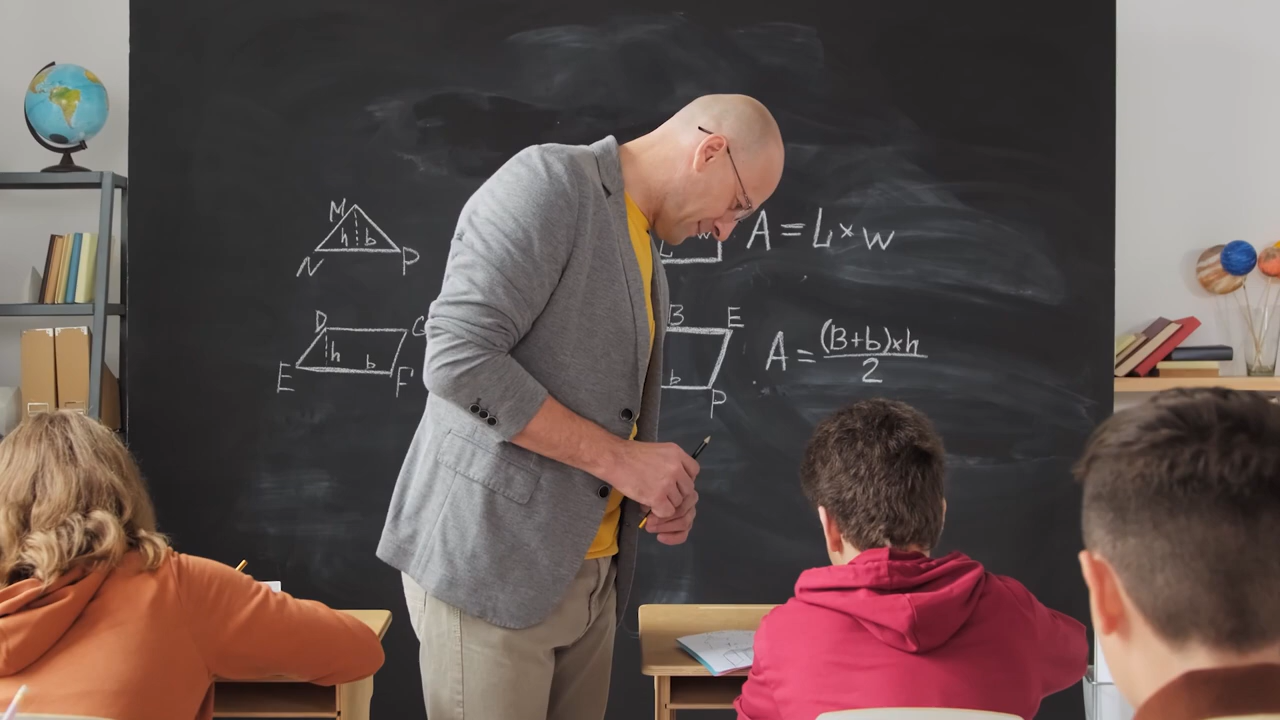 M
h b
N P
L w
A = L × w
D G
h b
E F
B E
b
P
A = (B+b)×h
2